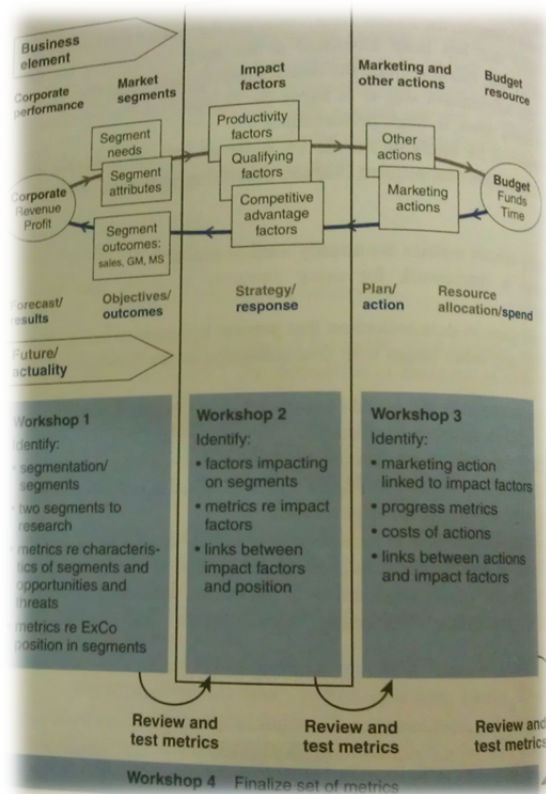 Business
element
Corporate
performance
Market
segments
Impact
factors
Marketing and
other actions
Budget
resource
Segment
needs
Segment
attributes
Segment
outcomes:
sales, GM, MS
Corporate
Revenue
Profit
Productivity
factors
Qualifying
factors
Competitive
advantage
factors
Other
actions
Marketing
actions
Budget
Funds
Time
Forecast/
results
Objectives/
outcomes
Strategy/
response
Plan/
action
Resource
allocation/spend
Future/
actuality
Workshop 1
Identify:
• segmentation/
segments
• two segments to
research
• metrics re characteris-
tics of segments and
opportunities and
threats
metrics re ExCo
position in segments
Workshop 2
Identify:
• factors impacting
on segments
• metrics re impact
factors
• links between
impact factors
and position
Workshop 3
Identify:
• marketing action
linked to impact factors
• progress metrics
• costs of actions
• links between actions
and impact factors
Review and
test metrics
Review and
test metrics
Review and
test metrics
Workshop 4 Finalize set of metrics